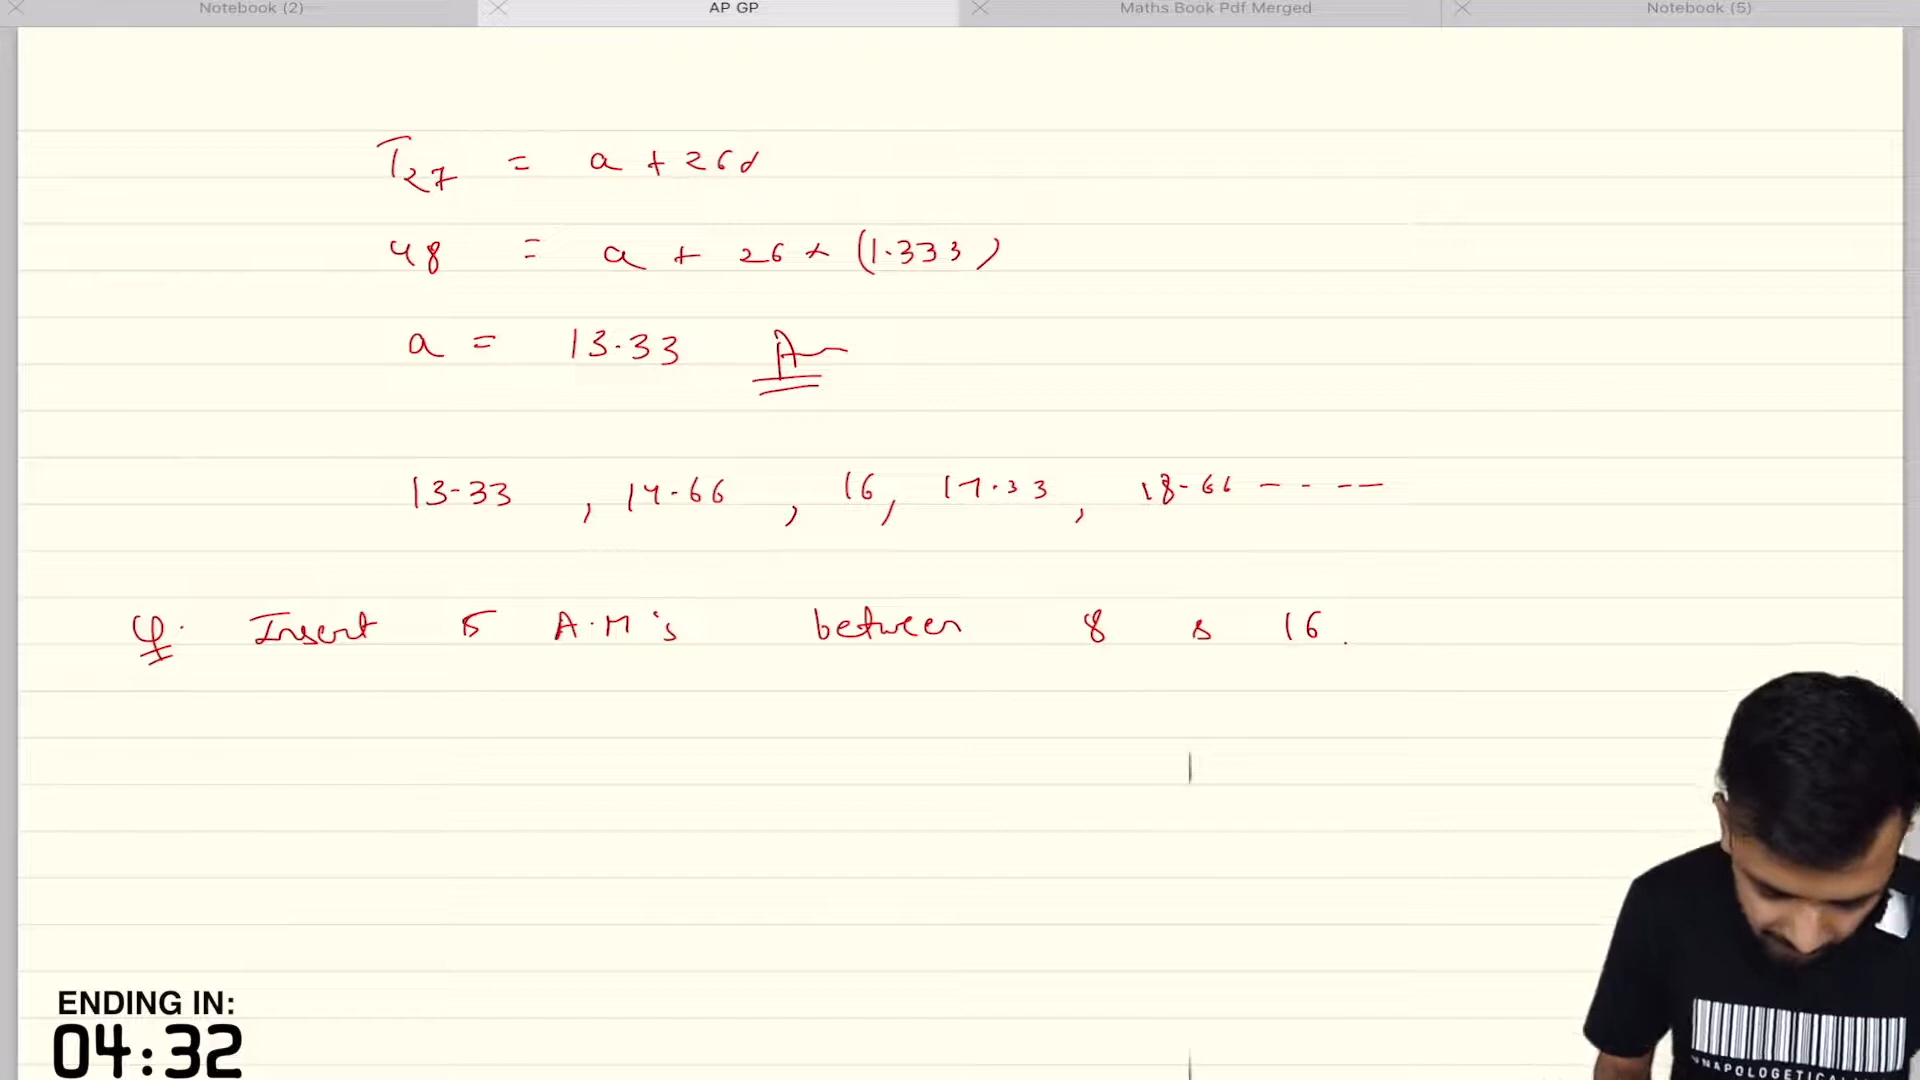 Notebook (2) AP GP Maths Book Pdf Merged Notebook (5)
T27 = a + 26d
48 = a + 26 × (1.333)
a = 13.33 A
13.33 , 14.66 , 16 , 17.33 , 18.66 - - - -
Q. Insert 5 A.M's between 8 & 16.
ENDING IN:
04:32
UNAPOLOGETICAL